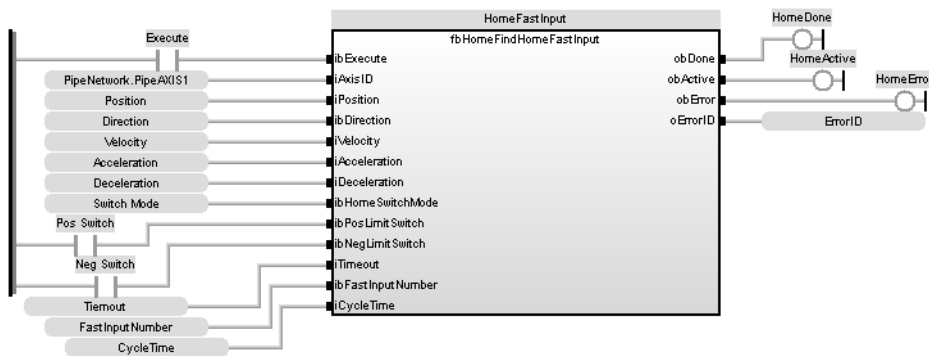 HomeFastInput
HomeDone
fbHomeFindHomeFastInput
Execute
HomeActive
ibExecute
obDone
PipeNetwork.PipeAXIS1
iAxisID
obActive
HomeErro
Position
iPosition
obError
Direction
ibDirection
oErrorID
ErrorID
Velocity
iVelocity
Acceleration
iAcceleration
Deceleration
iDeceleration
Switch Mode
ibHomeSwitchMode
Pos Switch
ibPosLimitSwitch
ibNegLimitSwitch
Neg Switch
iTimeout
Tiemout
ibFastInputNumber
FastInputNumber
iCycleTime
CycleTime